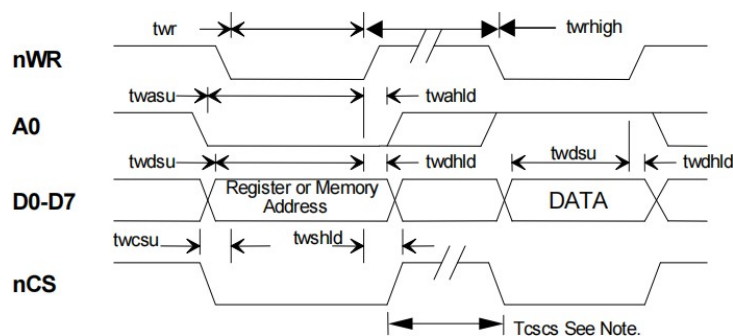 twr
twrhigh
nWR
twasu
twahld
A0
twdsu
twdhld
twdsu
twdhld
D0-D7
Register or Memory
Address
DATA
twcsu
twshld
nCS
Tcscs See Note.